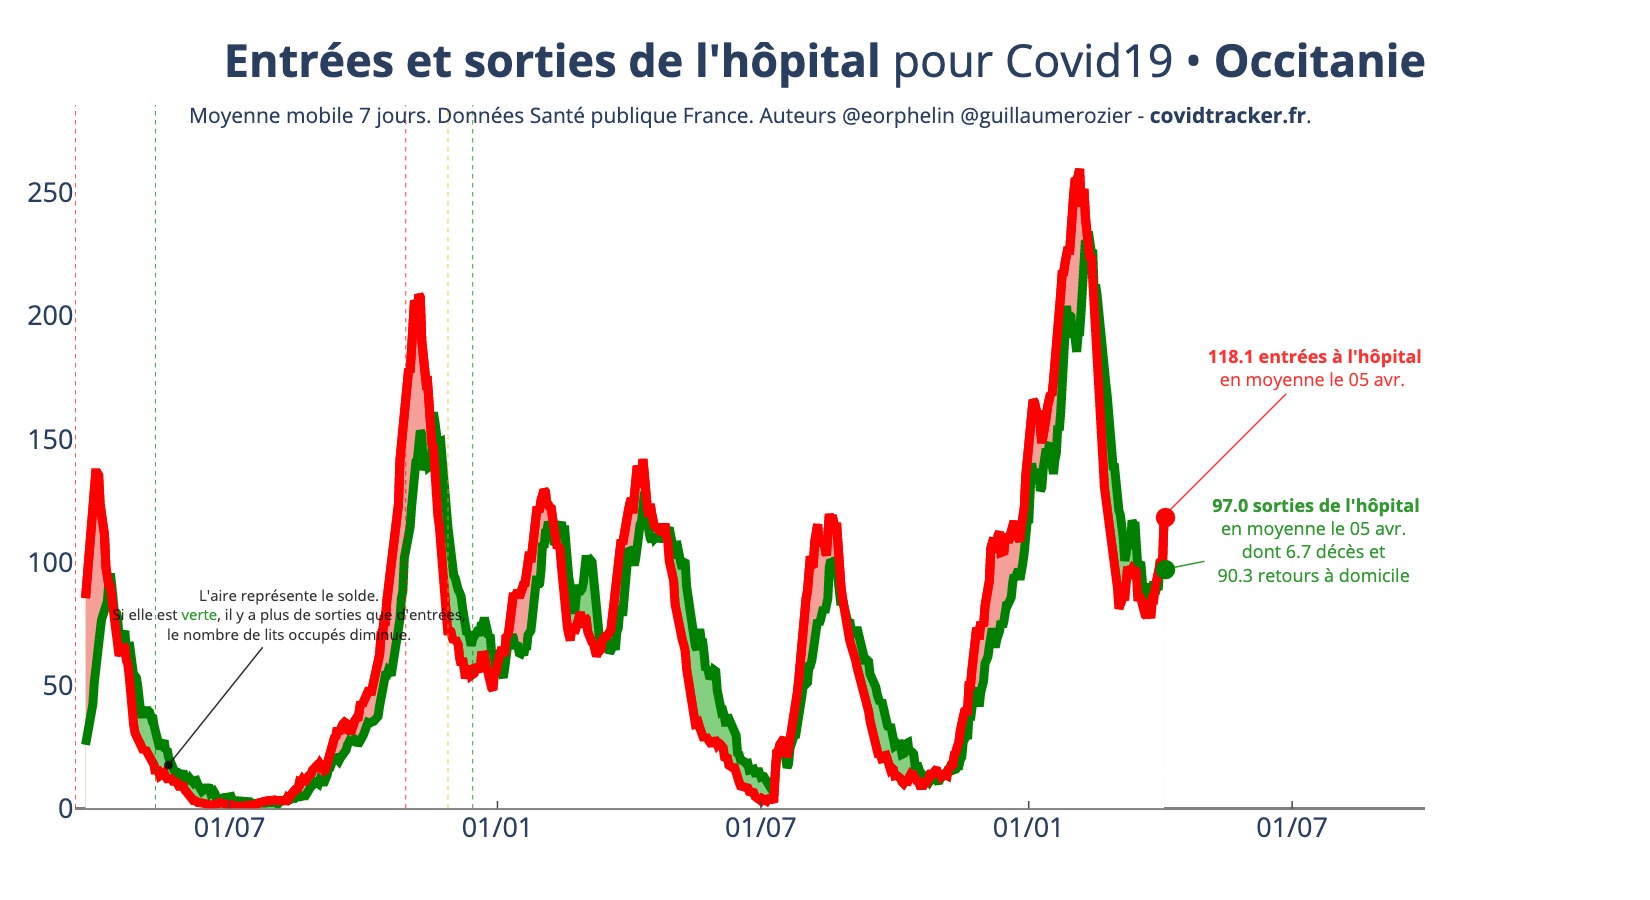 Entrées et sorties de l'hôpital pour Covid19 • Occitanie
Moyenne mobile 7 jours. Données Santé publique France. Auteurs @eorphelin @guillaumerozier - covidtracker.fr.
250
200
150
100
50
0
118.1 entrées à l'hôpital
en moyenne le 05 avr.
97.0 sorties de l'hôpital
en moyenne le 05 avr.
dont 6.7 décès et
90.3 retours à domicile
L'aire représente le solde.
Si elle est verte, il y a plus de sorties que d'entrées,
le nombre de lits occupés diminue.
01/07
01/01
01/07
01/01
01/07